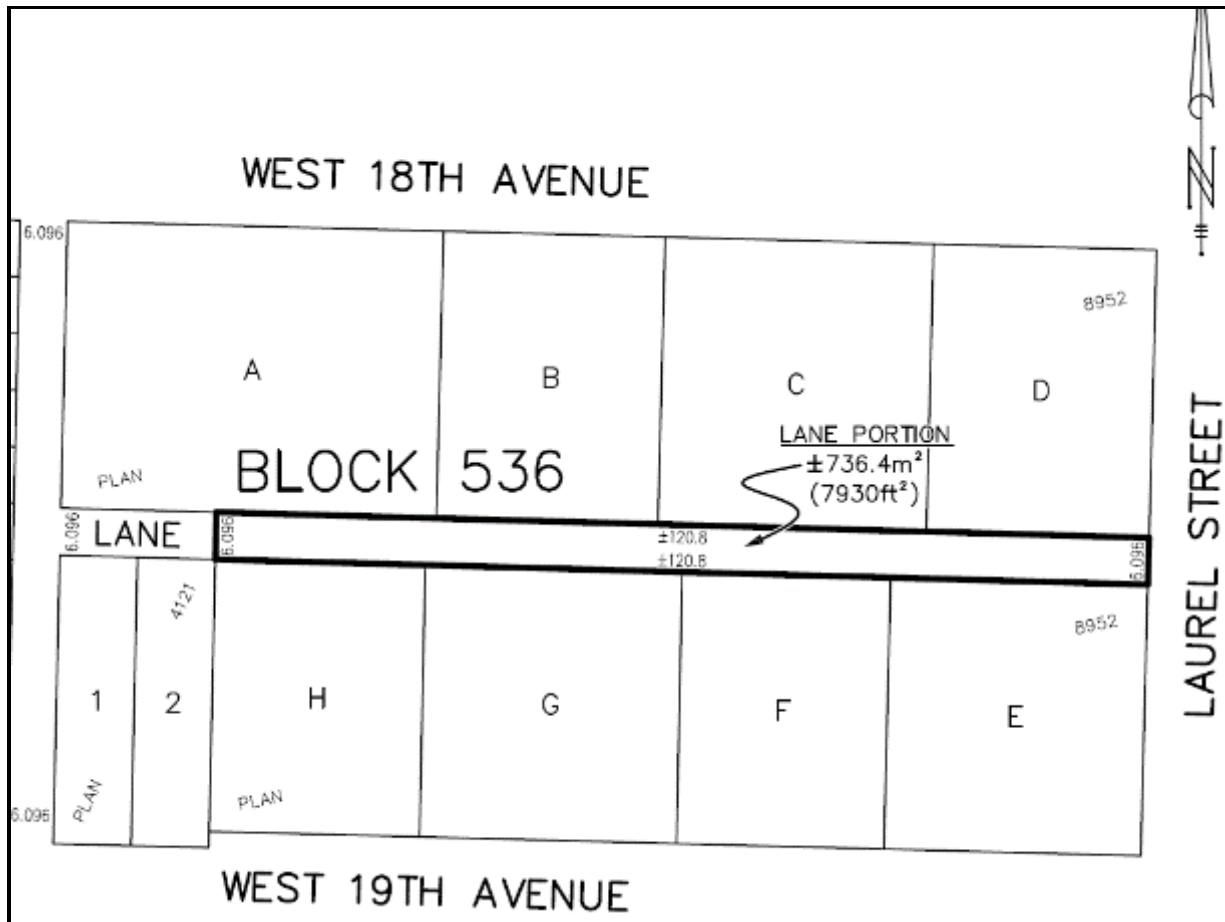 N
WEST 18TH AVENUE
6.096
8952
A
B
C
D
LANE PORTION
±736.4m²
(7930ft²)
PLAN
BLOCK 536
6.096
LANE
6.096
±120.8
±120.8
6.096
LAUREL STREET
4121
8952
1
2
H
G
F
E
PLAN
PLAN
6.096
WEST 19TH AVENUE